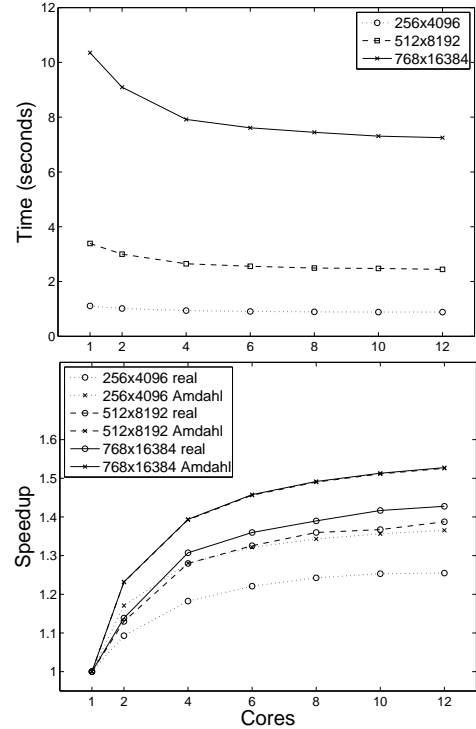 12
10
8
6
4
2
0
Time (seconds)
256x4096
512x8192
768x16384
1 2 4 6 8 10 12
256x4096 real
256x4096 Amdahl
512x8192 real
512x8192 Amdahl
768x16384 real
768x16384 Amdahl
1.6
1.5
1.4
1.3
1.2
1.1
1
Speedup
1 2 4 6 8 10 12
Cores